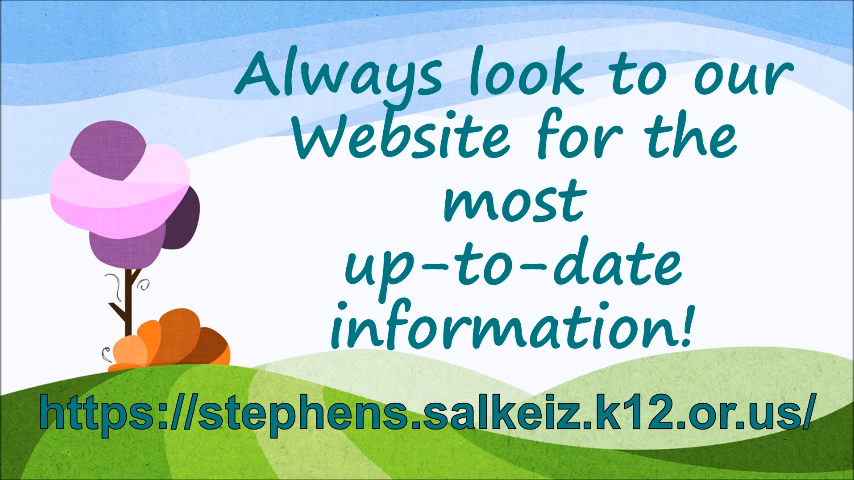 Always look to our
Website for the
most
up-to-date
information!
https://stephens.salkeiz.k12.or.us/